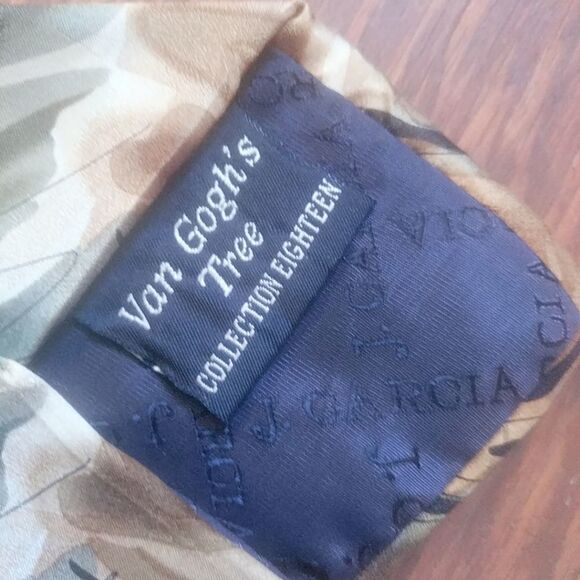 Van Gogh's
Tree
COLLECTION EIGHTEEN
J. GARCIA